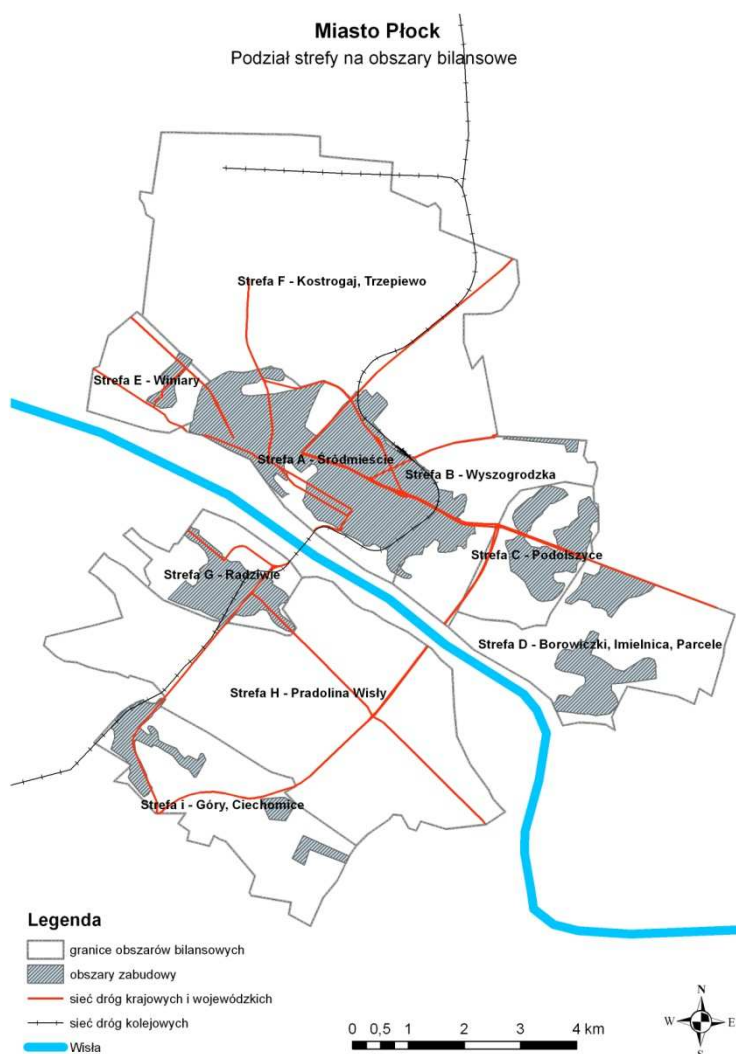 Miasto Płock
Podział strefy na obszary bilansowe
Strefa F - Kostrogaj, Trzepiewo
Strefa E - Winiary
Strefa A - Śródmieście
Strefa B - Wyszogrodzka
Strefa C - Podolszyce
Strefa G - Radziwie
Strefa D - Borowiczki, Imielnica, Parcele
Strefa H - Pradolina Wisły
Strefa i - Góry, Ciechomice
Legenda
granice obszarów bilansowych
obszary zabudowy
sieć dróg krajowych i wojewódzkich
sieć dróg kolejowych
Wisła
0 0,5 1 2 3 4 km
N
W E
S